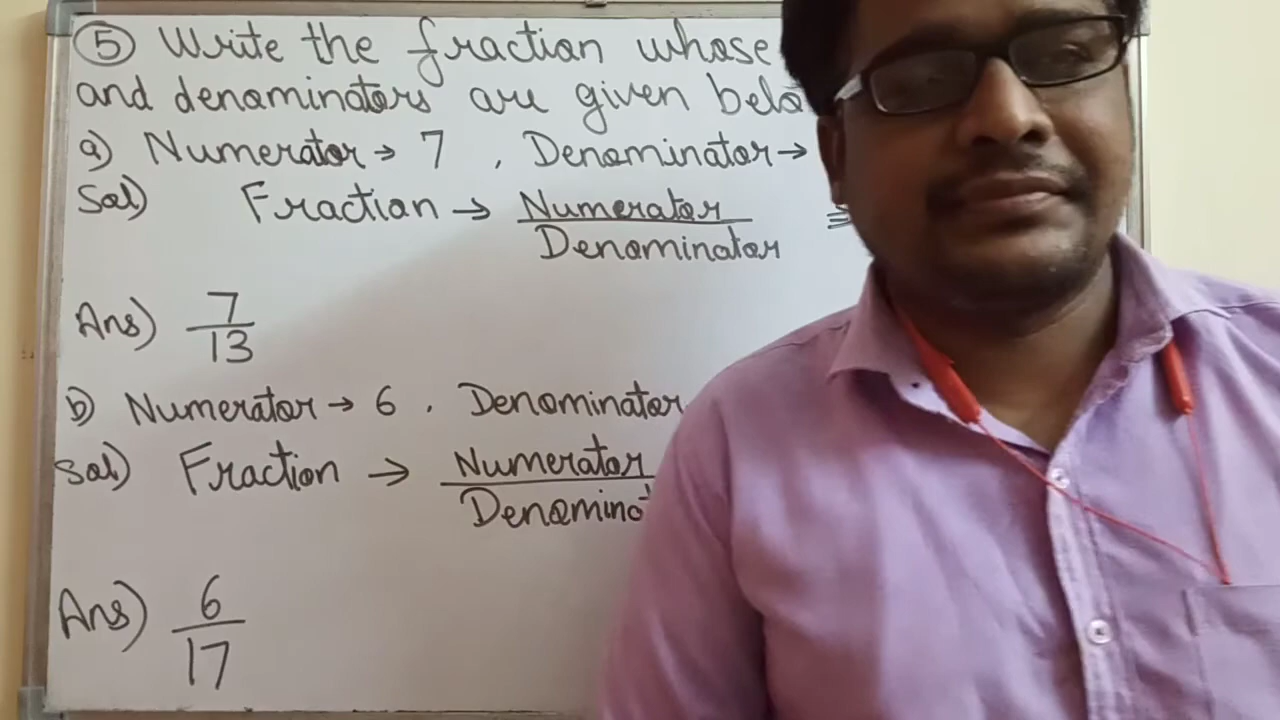 ⑤ Write the fraction whose
and denominators are given belo
a) Numerator → 7 , Denominator →
Sol) Fraction → Numerator =
Denominator
Ans) 7
13
b) Numerator → 6 , Denominator
Sol) Fraction → Numerator
Denomina
Ans) 6
17